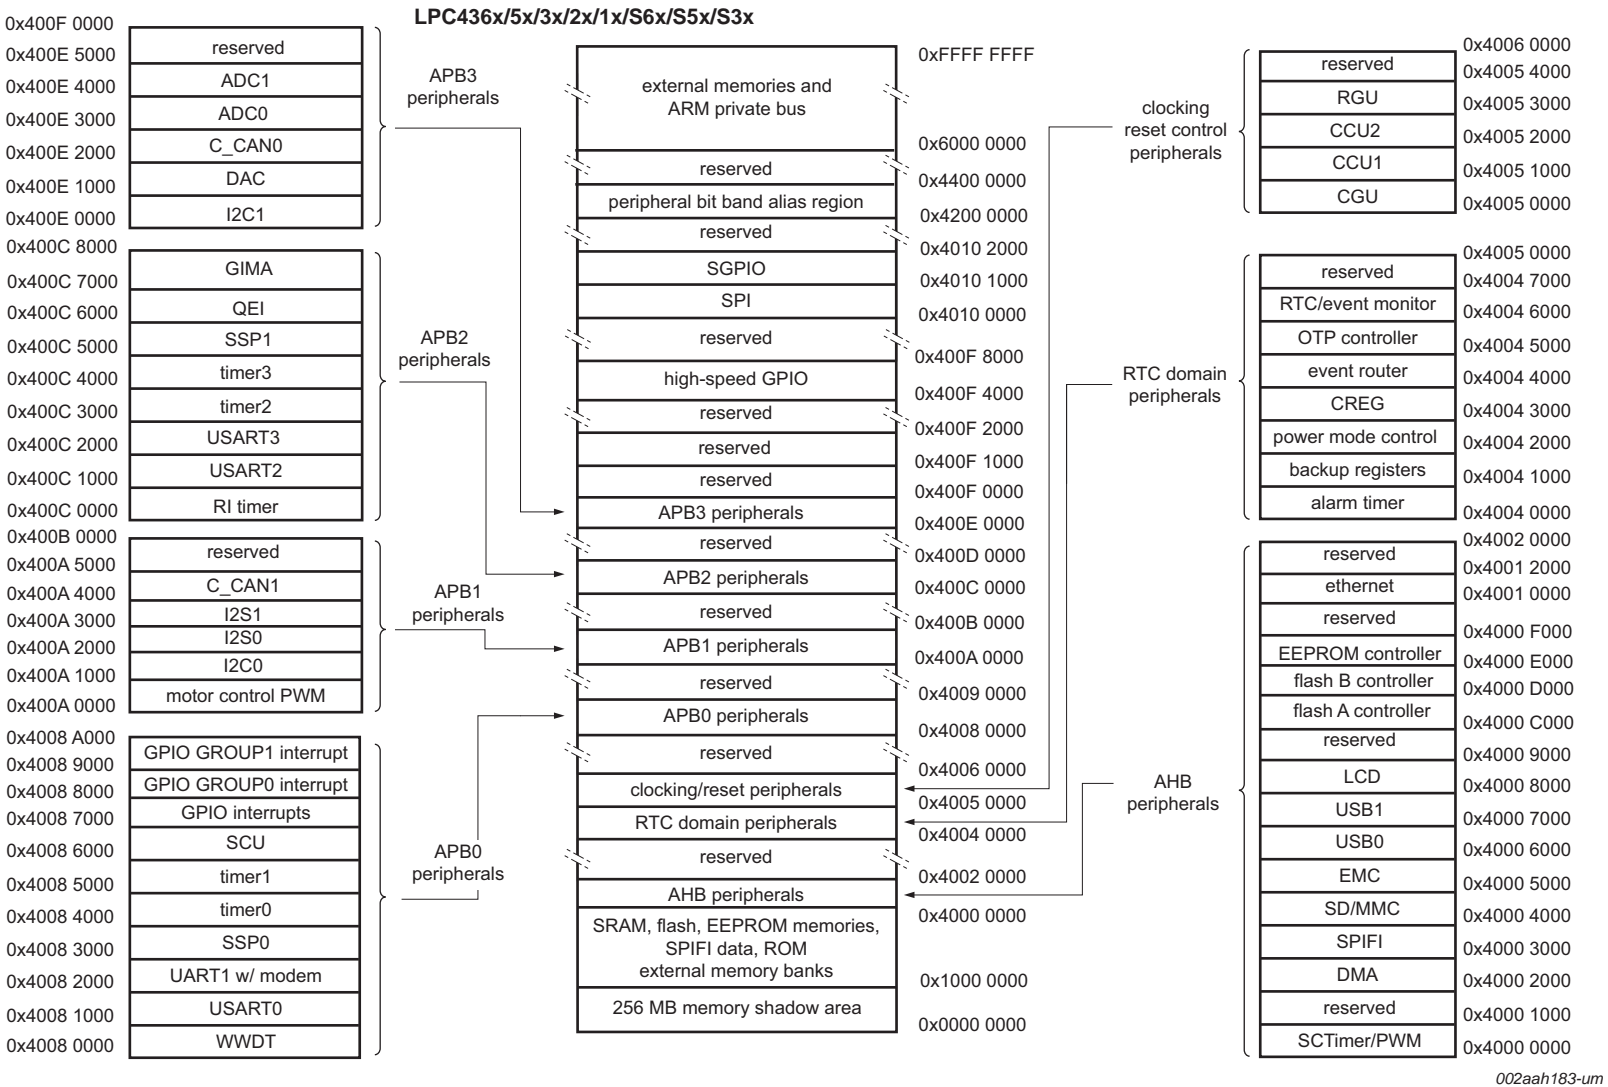 LPC436x/5x/3x/2x/1x/S6x/S5x/S3x
0x400F 0000
reserved
0x400E 5000
ADC1
0x400E 4000
ADC0
0x400E 3000
C_CAN0
0x400E 2000
DAC
0x400E 1000
I2C1
0x400E 0000
APB3
peripherals
0x400C 8000
GIMA
0x400C 7000
QEI
0x400C 6000
SSP1
0x400C 5000
timer3
0x400C 4000
timer2
0x400C 3000
USART3
0x400C 2000
USART2
0x400C 1000
RI timer
0x400C 0000
APB2
peripherals
0x400B 0000
reserved
0x400A 5000
C_CAN1
0x400A 4000
I2S1
0x400A 3000
I2S0
0x400A 2000
I2C0
0x400A 1000
motor control PWM
0x400A 0000
APB1
peripherals
0x4008 A000
GPIO GROUP1 interrupt
0x4008 9000
GPIO GROUP0 interrupt
0x4008 8000
GPIO interrupts
0x4008 7000
SCU
0x4008 6000
timer1
0x4008 5000
timer0
0x4008 4000
SSP0
0x4008 3000
UART1 w/ modem
0x4008 2000
USART0
0x4008 1000
WWDT
0x4008 0000
APB0
peripherals
0xFFFF FFFF
external memories and
ARM private bus
0x6000 0000
reserved
0x4400 0000
peripheral bit band alias region
0x4200 0000
reserved
0x4010 2000
SGPIO
0x4010 1000
SPI
0x4010 0000
reserved
0x400F 8000
high-speed GPIO
0x400F 4000
reserved
0x400F 2000
reserved
0x400F 1000
reserved
0x400F 0000
APB3 peripherals
0x400E 0000
reserved
0x400D 0000
APB2 peripherals
0x400C 0000
reserved
0x400B 0000
APB1 peripherals
0x400A 0000
reserved
0x4009 0000
APB0 peripherals
0x4008 0000
reserved
0x4006 0000
clocking/reset peripherals
0x4005 0000
RTC domain peripherals
0x4004 0000
reserved
0x4002 0000
AHB peripherals
0x4000 0000
SRAM, flash, EEPROM memories,
SPIFI data, ROM
external memory banks
0x1000 0000
256 MB memory shadow area
0x0000 0000
clocking
reset control
peripherals
0x4006 0000
reserved
0x4005 4000
RGU
0x4005 3000
CCU2
0x4005 2000
CCU1
0x4005 1000
CGU
0x4005 0000
RTC domain
peripherals
0x4005 0000
reserved
0x4004 7000
RTC/event monitor
0x4004 6000
OTP controller
0x4004 5000
event router
0x4004 4000
CREG
0x4004 3000
power mode control
0x4004 2000
backup registers
0x4004 1000
alarm timer
0x4004 0000
AHB
peripherals
0x4002 0000
reserved
0x4001 2000
ethernet
0x4001 0000
reserved
0x4000 F000
EEPROM controller
0x4000 E000
flash B controller
0x4000 D000
flash A controller
0x4000 C000
reserved
0x4000 9000
LCD
0x4000 8000
USB1
0x4000 7000
USB0
0x4000 6000
EMC
0x4000 5000
SD/MMC
0x4000 4000
SPIFI
0x4000 3000
DMA
0x4000 2000
reserved
0x4000 1000
SCTimer/PWM
0x4000 0000
002aah183-um